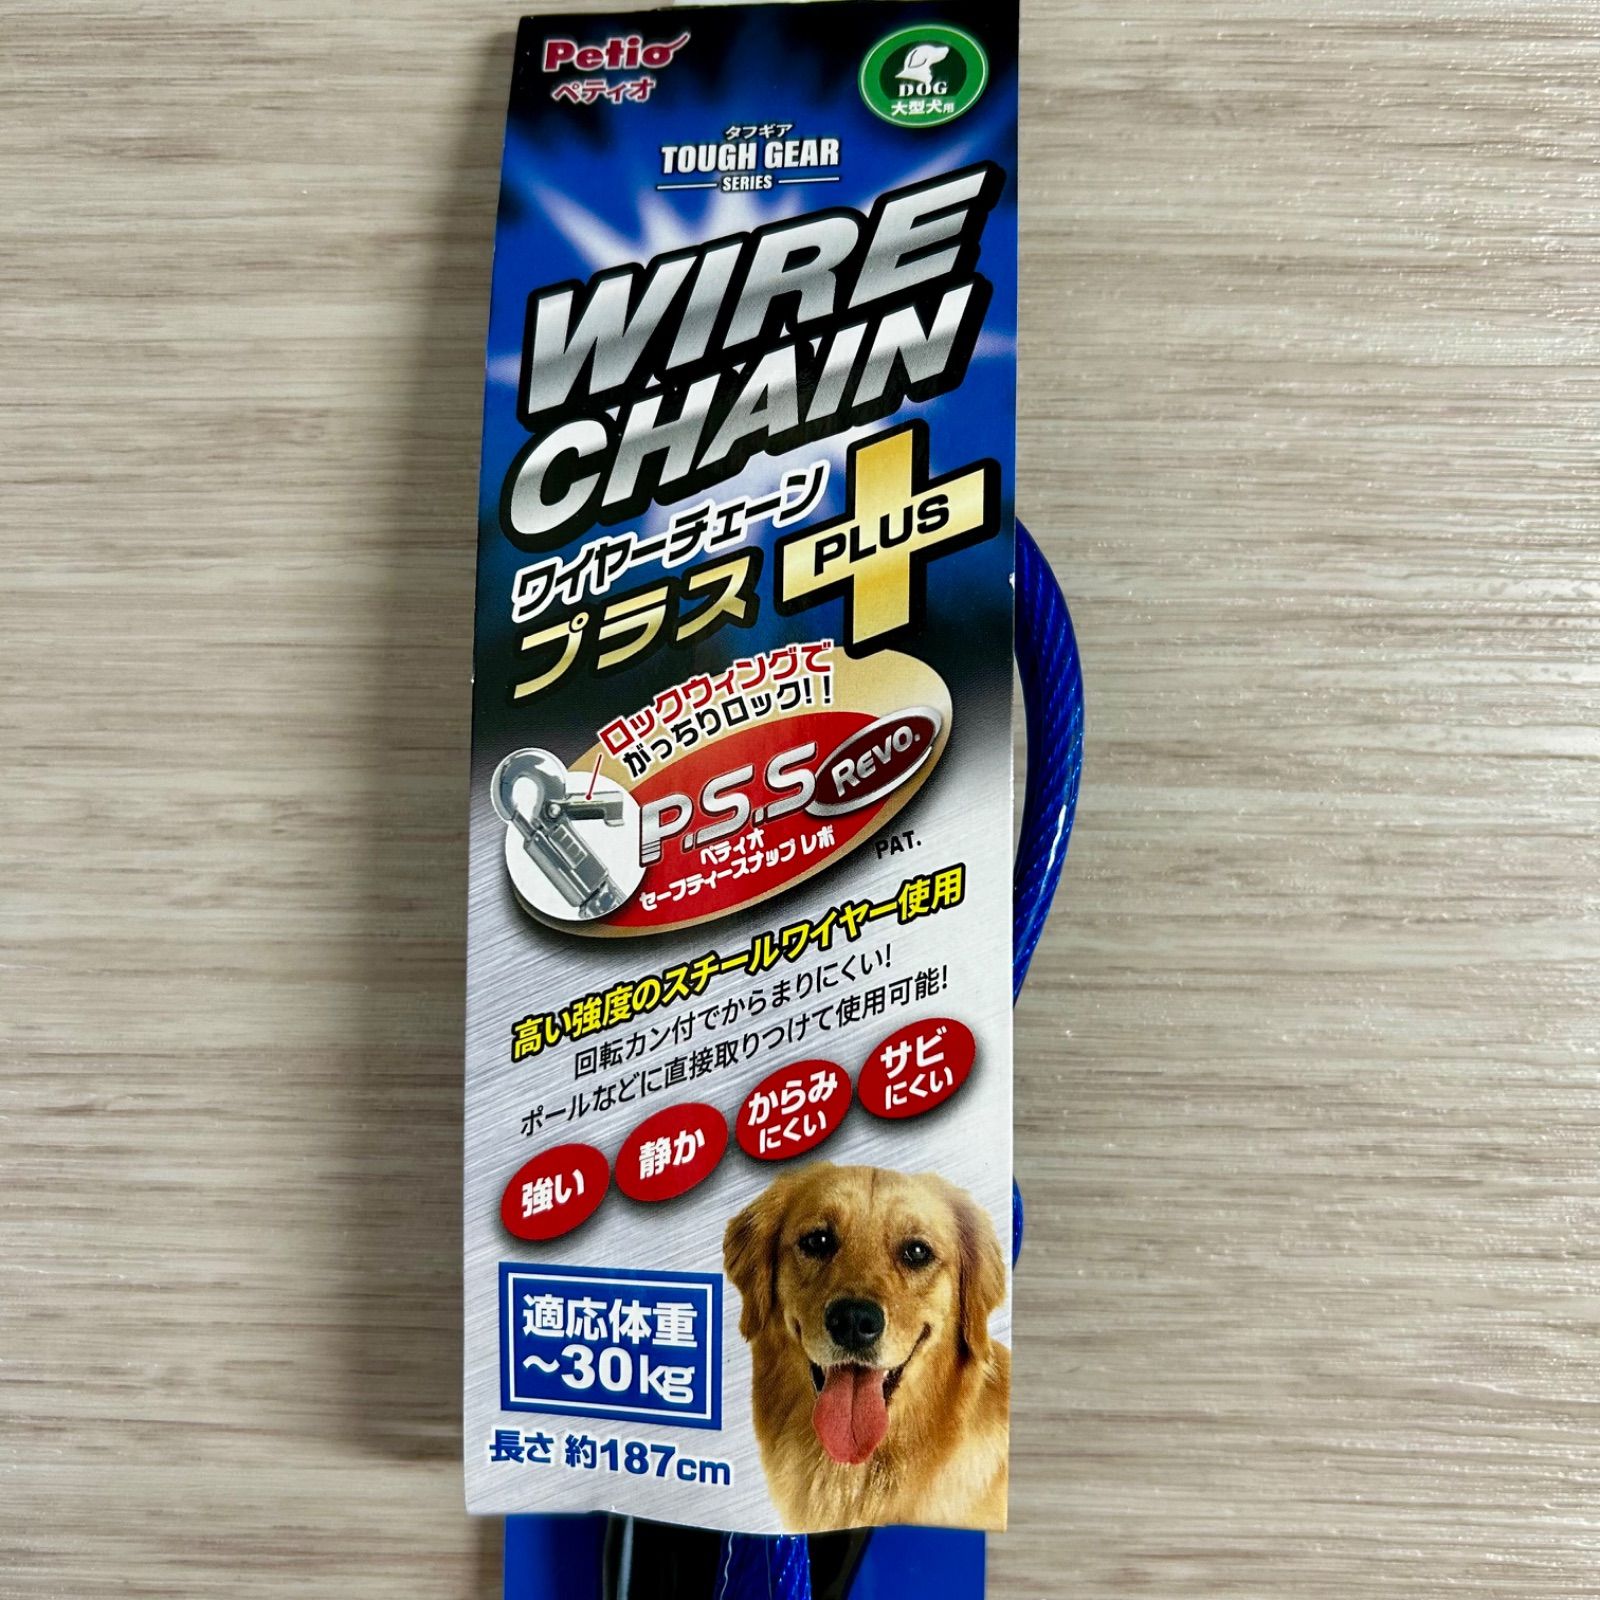 Petio
ペティオ
DOG
大型犬用
タフギア
TOUGH GEAR
SERIES
WIRE
CHAIN
ワイヤーチェーン
プラス
PLUS
ロックウィングで
がっちりロック!!
P.S.S
REVO.
ペティオ
セーフティースナップ レボ
PAT.
高い強度のスチールワイヤー使用
回転カン付でからまりにくい!
ポールなどに直接取りつけて使用可能!
強い
静か
からみ
にくい
サビ
にくい
適応体重
~30kg
長さ 約187cm